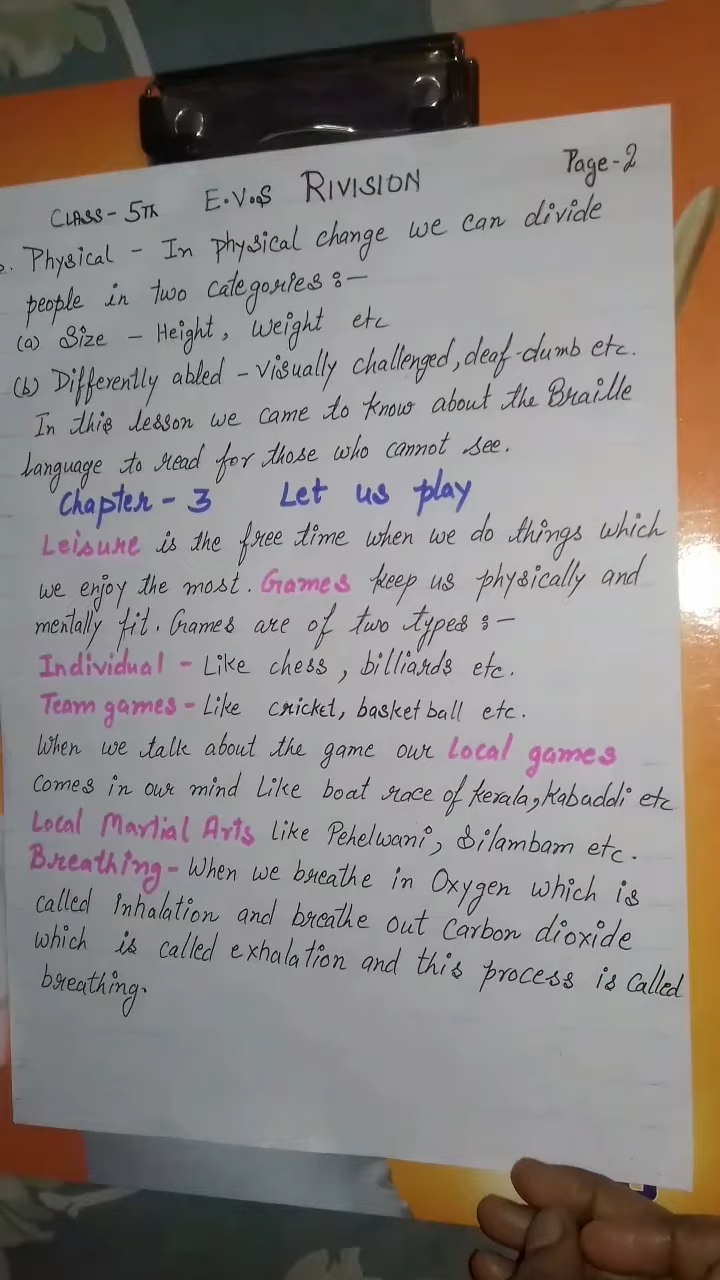 Page-2
CLASS- 5TH E.V.S RIVISION
Physical - In physical change we can divide
people in two categories :-
(a) Size - Height, weight etc
(b) Differently abled - visually challenged, deaf-dumb etc.
In this lesson we came to know about the Braille
language to read for those who cannot see.
Chapter - 3 Let us play
Leisure is the free time when we do things which
we enjoy the most. Games keep us physically and
mentally fit. Games are of two types :-
Individual - Like chess, billiards etc.
Team games - Like cricket, basket ball etc.
When we talk about the game our Local games
comes in our mind Like boat race of kerala, Kabaddi etc
Local Martial Arts like Pehelwani, Silambam etc.
Breathing - When we breathe in Oxygen which is
called inhalation and breathe out Carbon dioxide
which is called exhalation and this process is called
breathing.